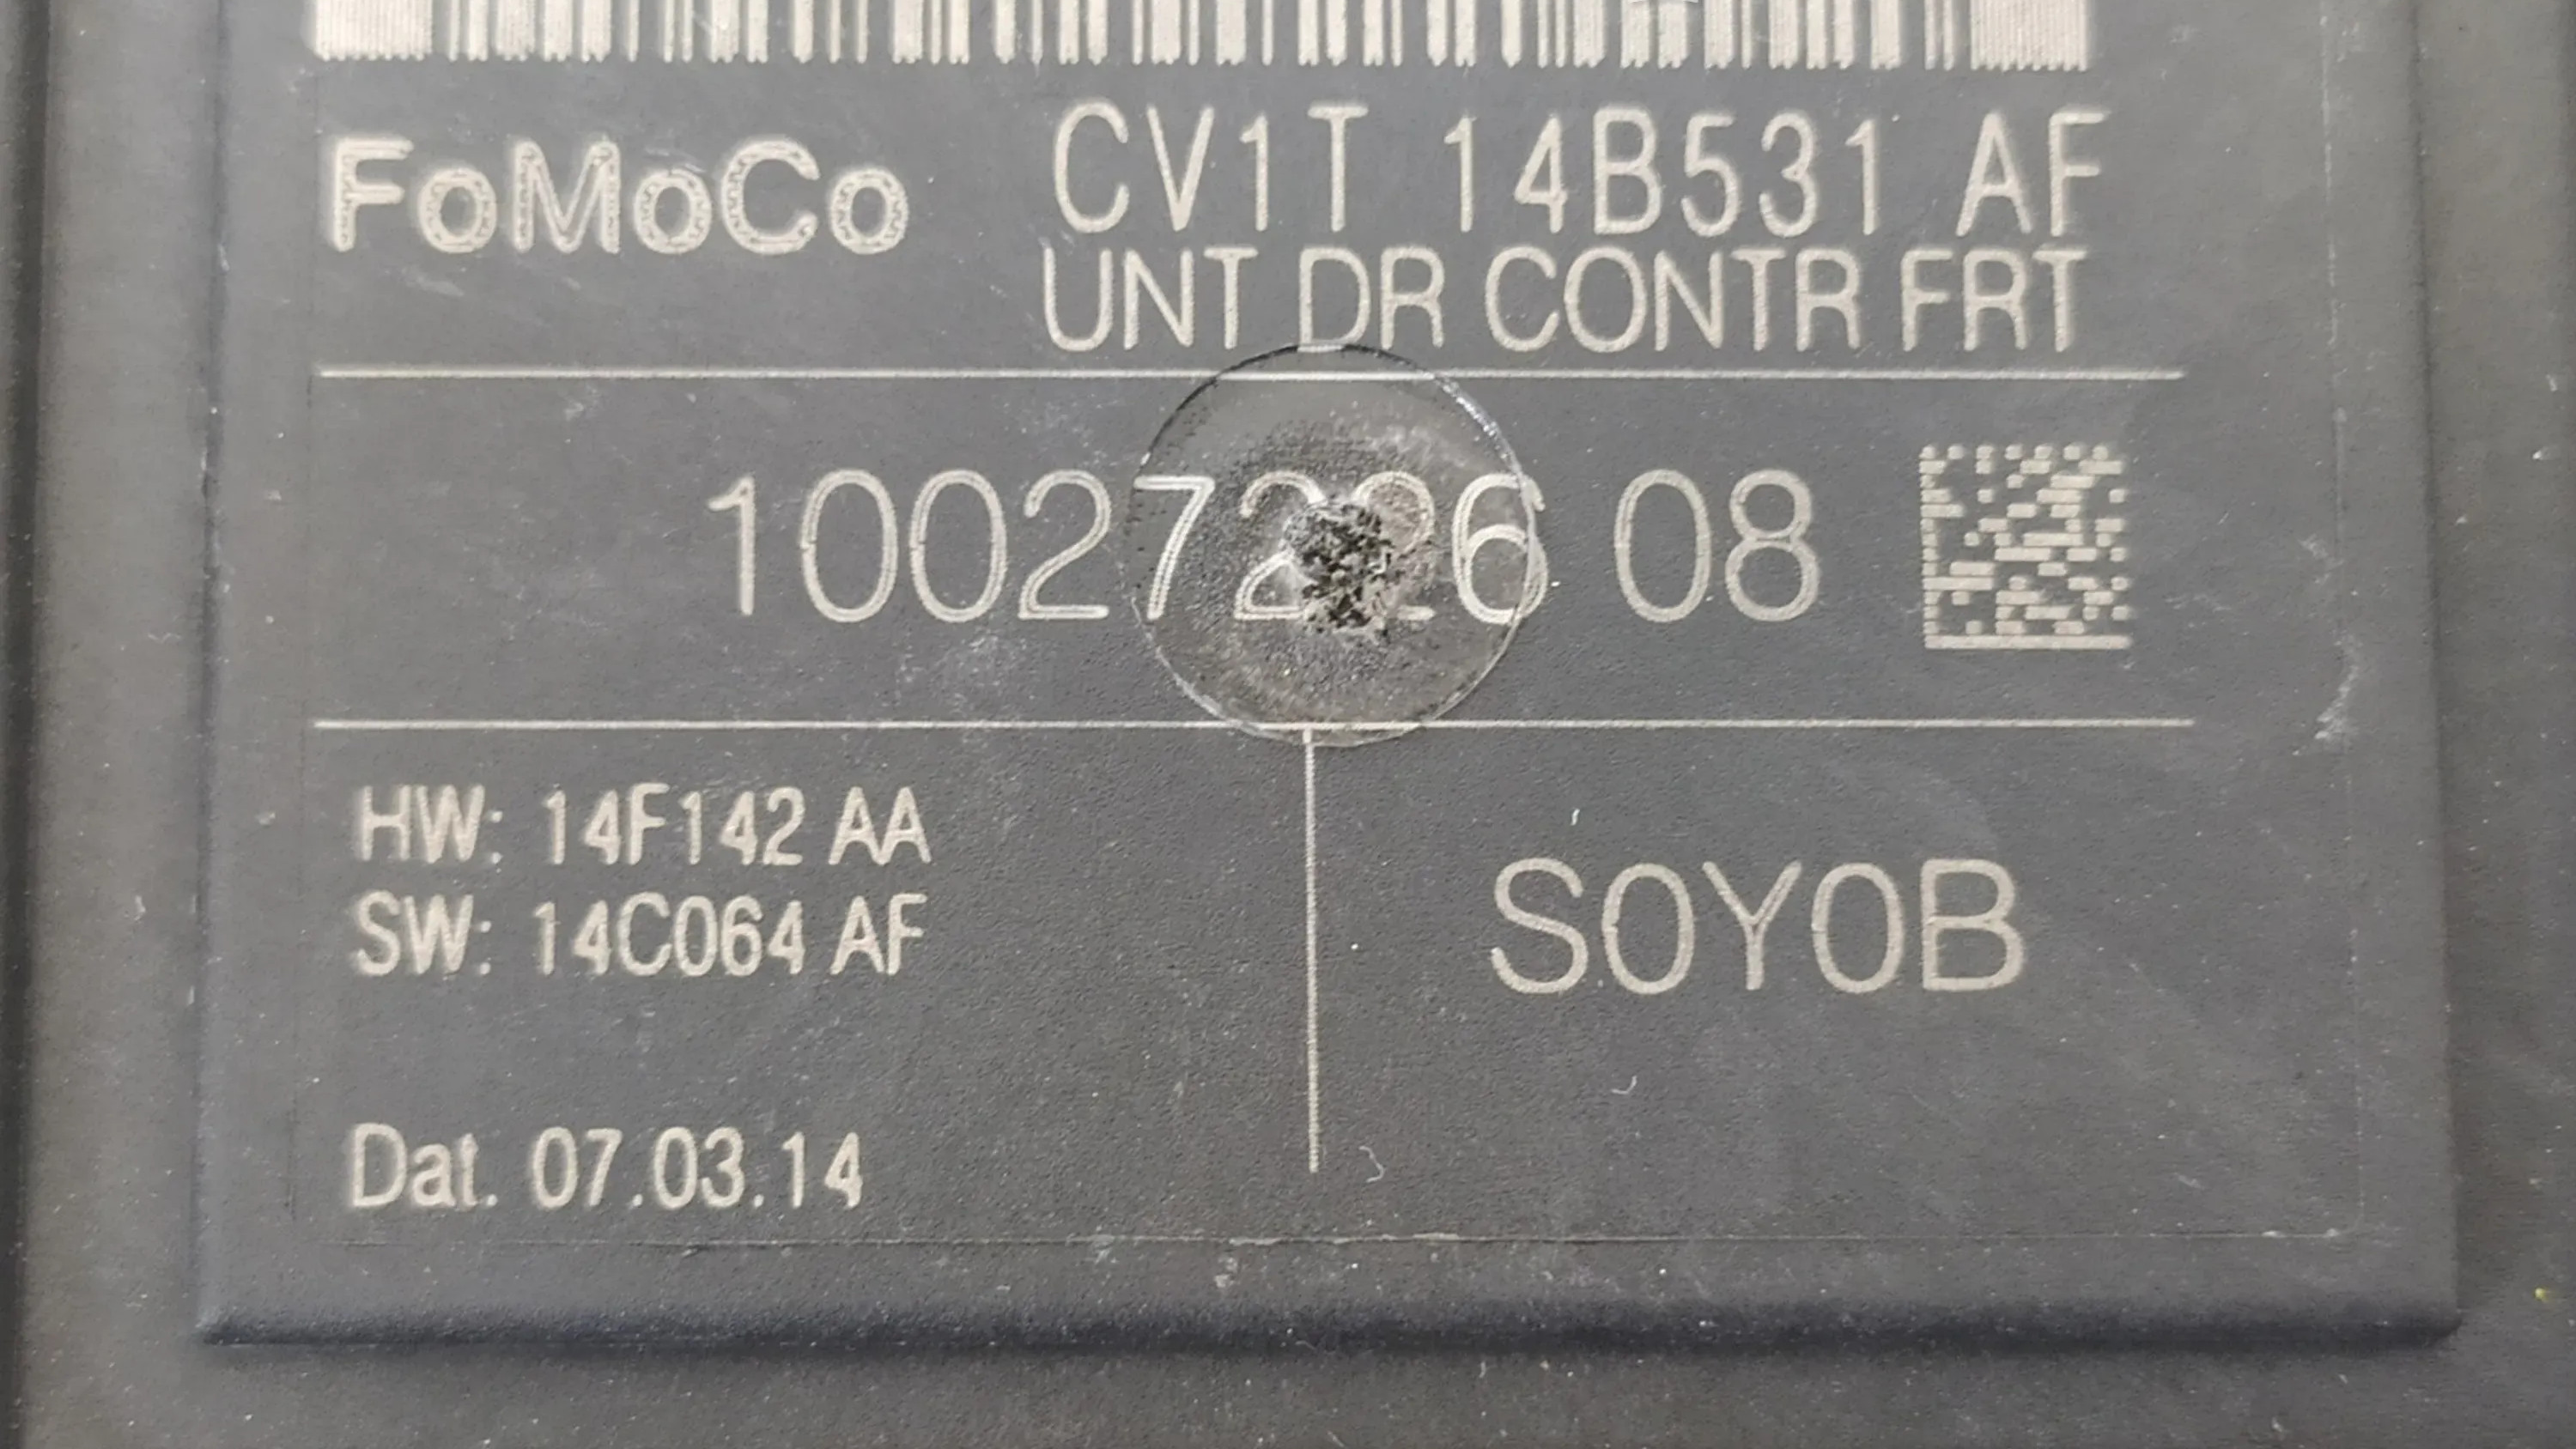 FoMoCo CV1T 14B531 AF
UNT DR CONTR FRT
10027226 08
HW: 14F142 AA
SW: 14C064 AF
S0Y0B
Dat. 07.03.14